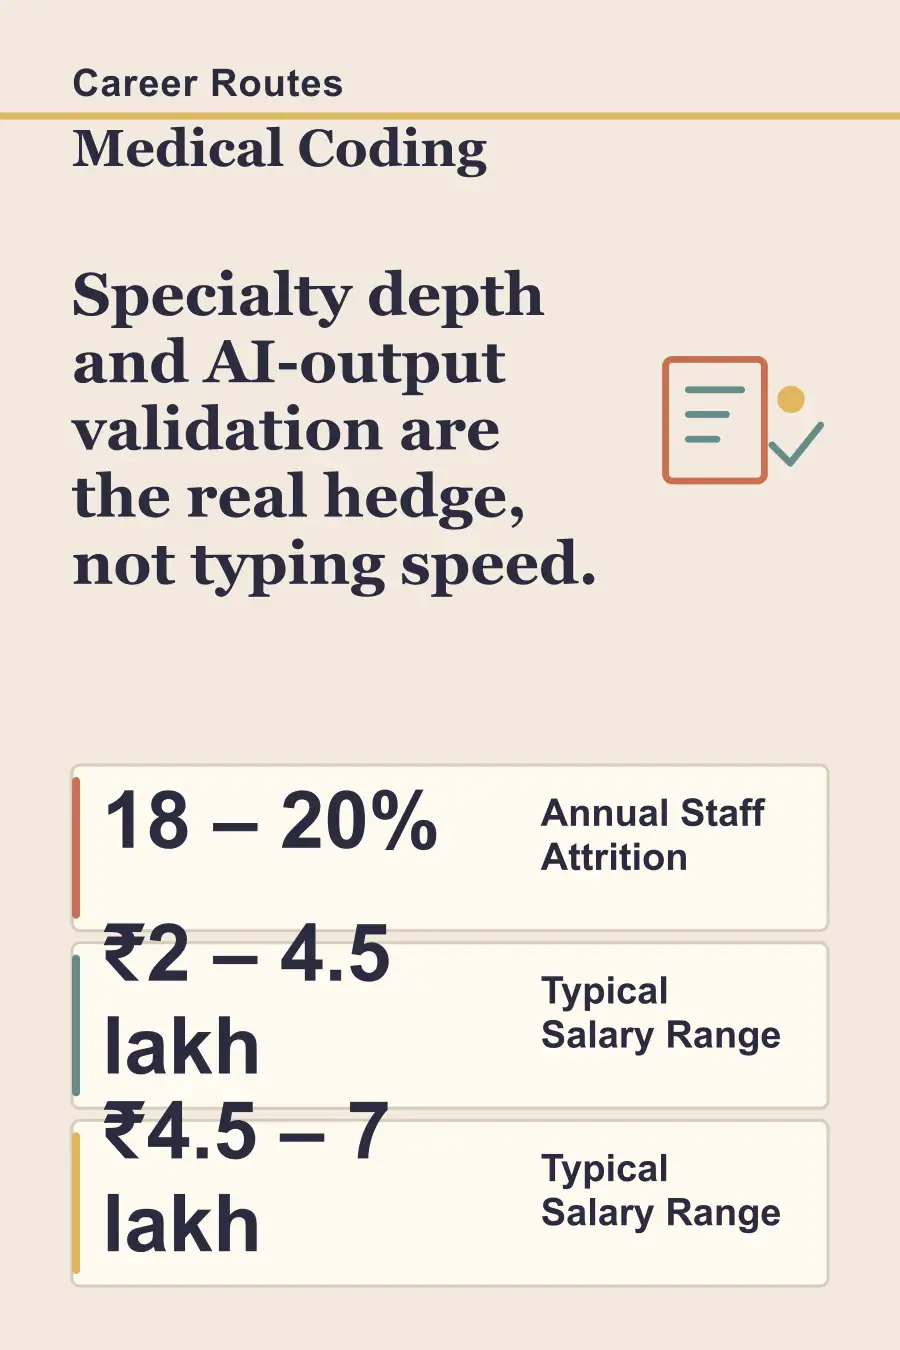 Career Routes
Medical Coding
Specialty depth
and AI-output
validation are
the real hedge,
not typing speed.
18 – 20%
Annual Staff
Attrition
₹2 – 4.5
lakh
Typical
Salary Range
₹4.5 – 7
lakh
Typical
Salary Range